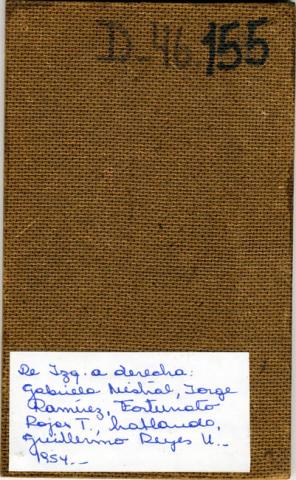 D-46 155
De Izq. a derecha:
Gabriela Mistral, Jorge
Ramírez, Fortunato
Rojas T., hablando,
Guillermo Reyes U._
1954._